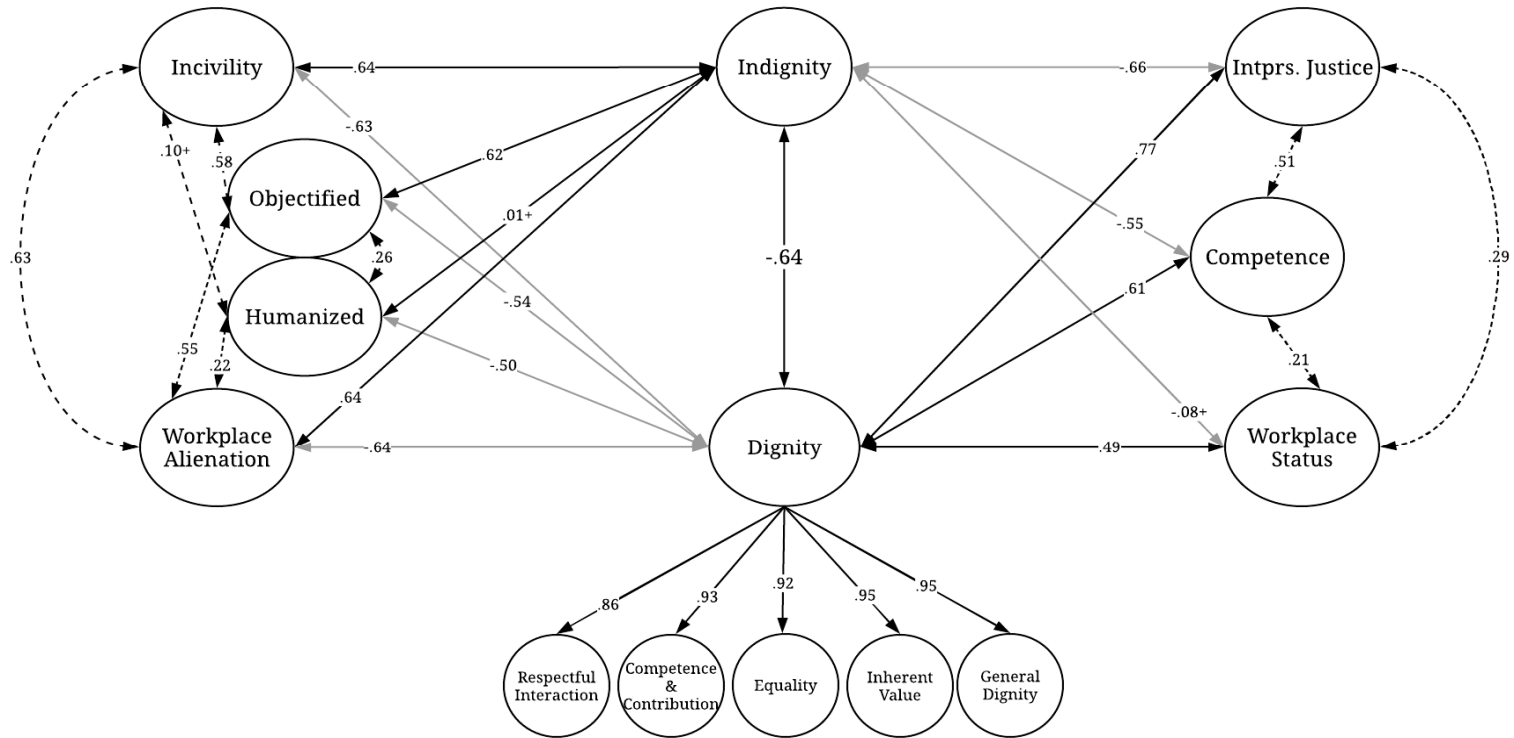 Incivility
.64
Indignity
-.66
Intprs. Justice
-.63
.10+
.58
.62
.77
.51
Objectified
.01+
-.55
.63
.26
-.64
Competence
.29
-.54
.61
Humanized
.55
.22
-.50
.21
.64
-.08+
Workplace
Alienation
-.64
Dignity
.49
Workplace
Status
.86
.93
.92
.95
.95
Respectful
Interaction
Competence
&
Contribution
Equality
Inherent
Value
General
Dignity